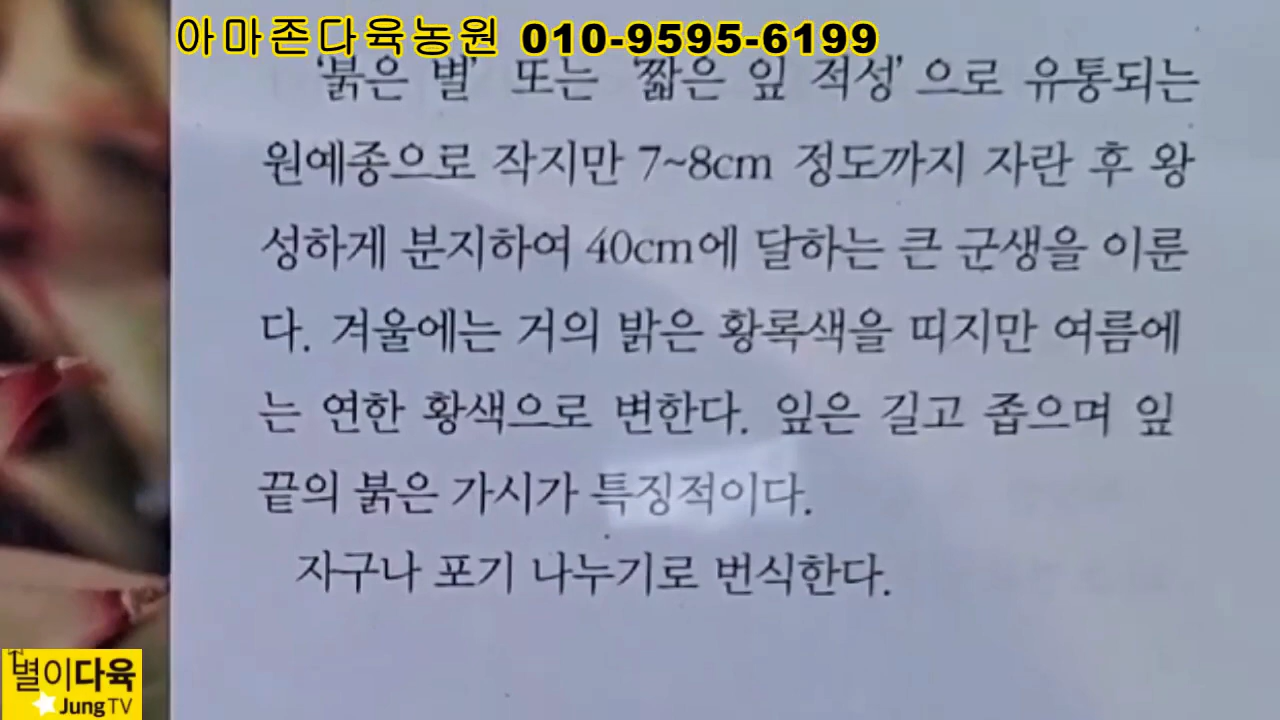 아마존다육농원 010-9595-6199
'붉은 별' 또는 '짧은 잎 적성'으로 유통되는
원예종으로 작지만 7~8cm 정도까지 자란 후 왕
성하게 분지하여 40cm에 달하는 큰 군생을 이룬
다. 겨울에는 거의 밝은 황록색을 띠지만 여름에
는 연한 황색으로 변한다. 잎은 길고 좁으며 잎
끝의 붉은 가시가 특징적이다.
자구나 포기 나누기로 번식한다.
별이다육
JungTV